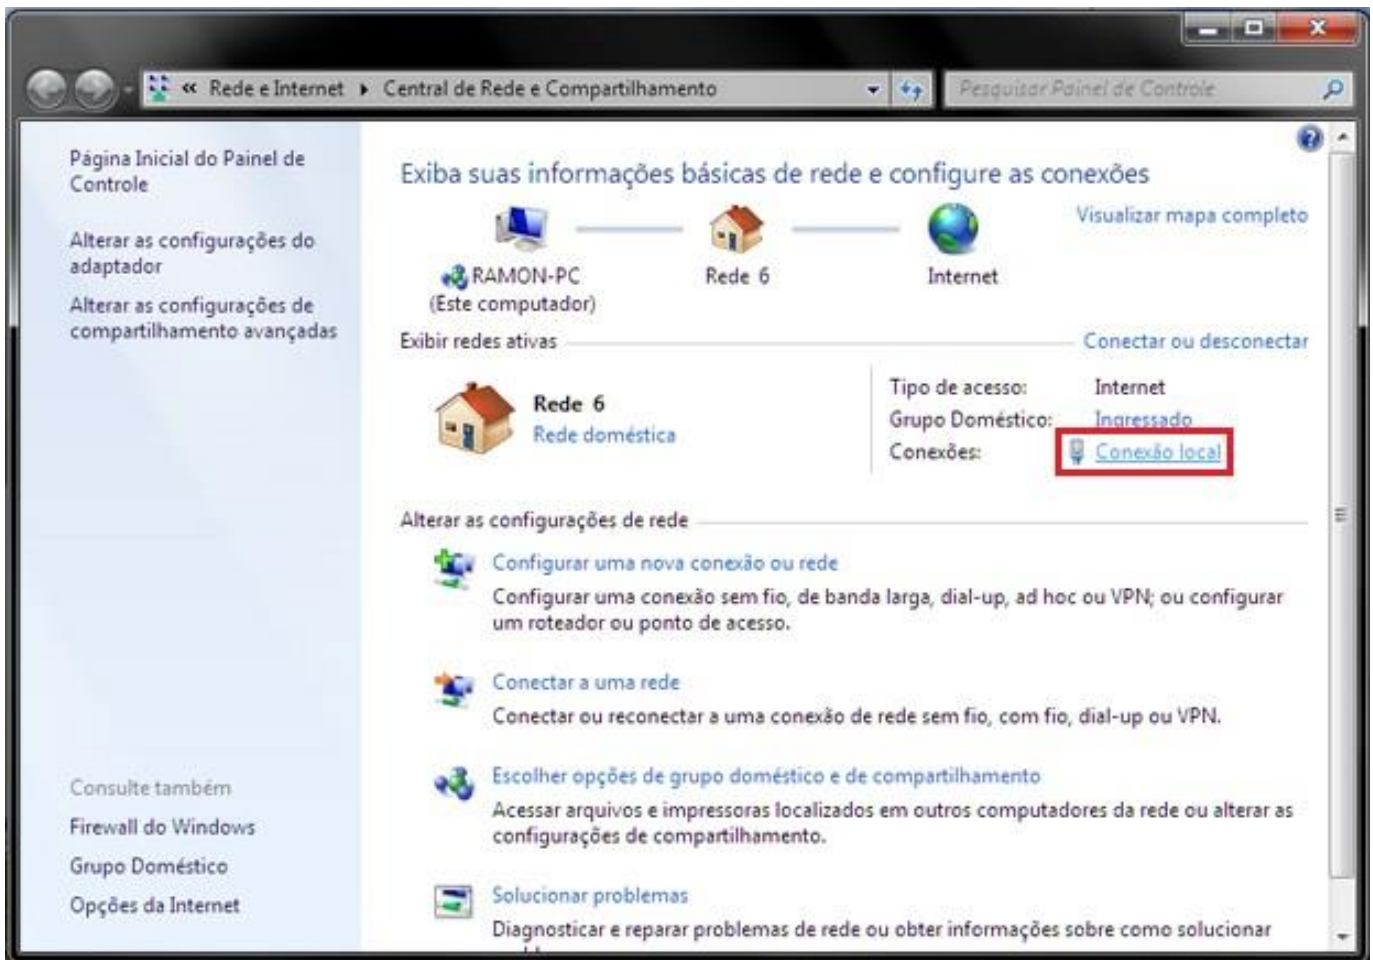 « Rede e Internet ▸ Central de Rede e Compartilhamento
Pesquisar Painel de Controle
Página Inicial do Painel de
Controle
Alterar as configurações do
adaptador
Alterar as configurações de
compartilhamento avançadas
Consulte também
Firewall do Windows
Grupo Doméstico
Opções da Internet
Exiba suas informações básicas de rede e configure as conexões
Visualizar mapa completo
RAMON-PC
(Este computador)
Rede 6
Internet
Exibir redes ativas
Conectar ou desconectar
Rede 6
Rede doméstica
Tipo de acesso: Internet
Grupo Doméstico: Ingressado
Conexões: Conexão local
Alterar as configurações de rede
Configurar uma nova conexão ou rede
Configurar uma conexão sem fio, de banda larga, dial-up, ad hoc ou VPN; ou configurar
um roteador ou ponto de acesso.
Conectar a uma rede
Conectar ou reconectar a uma conexão de rede sem fio, com fio, dial-up ou VPN.
Escolher opções de grupo doméstico e de compartilhamento
Acessar arquivos e impressoras localizados em outros computadores da rede ou alterar as
configurações de compartilhamento.
Solucionar problemas
Diagnosticar e reparar problemas de rede ou obter informações sobre como solucionar